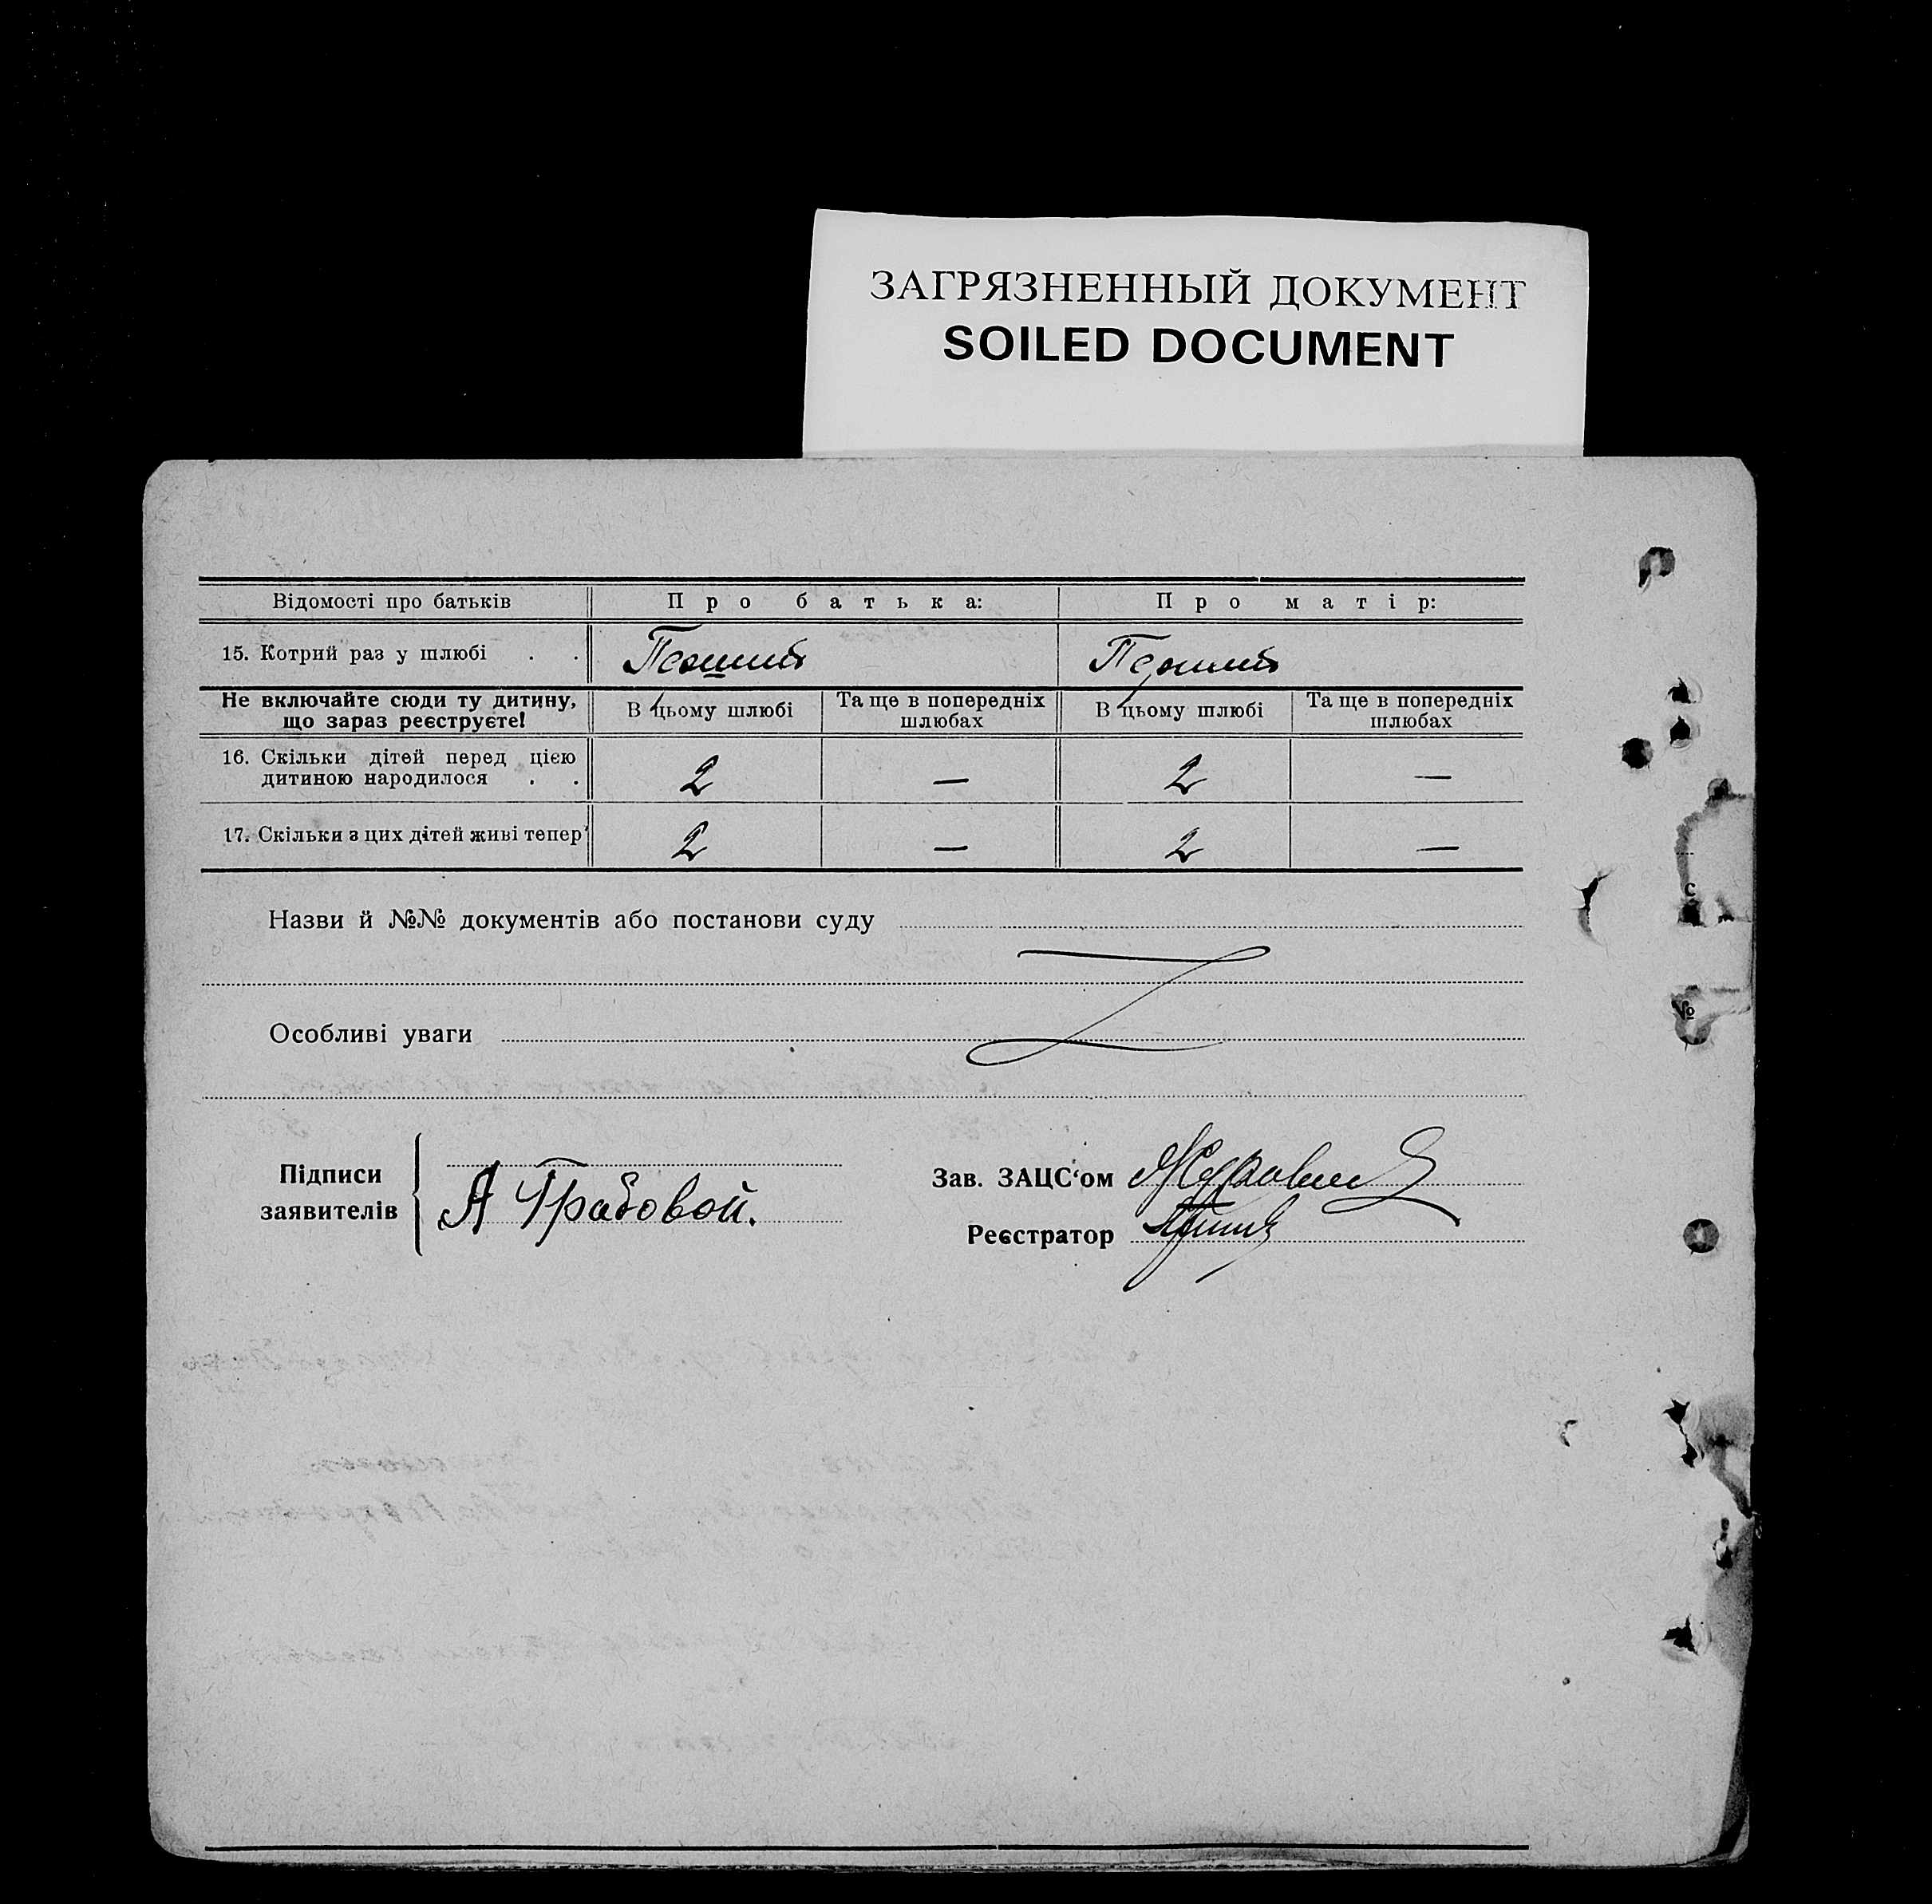 ЗАГРЯЗНЕННЫЙ ДОКУМЕНТ
SOILED DOCUMENT
Відомості про батьків Про батька: Про матір:
15. Котрий раз у шлюбі . . Перший Перший
Не включайте сюди ту дитину, що зараз реєструєте! В цьому шлюбі Та ще в попередніх шлюбах В цьому шлюбі Та ще в попередніх шлюбах
16. Скільки дітей перед цією дитиною народилося . . 2 — 2 —
17. Скільки з цих дітей живі тепер' 2 — 2 —
Назви й №№ документів або постанови суду
Особливі уваги
Підписи заявителів А Грабовой.
Зав. ЗАЦС‘ом
Реєстратор
с
№